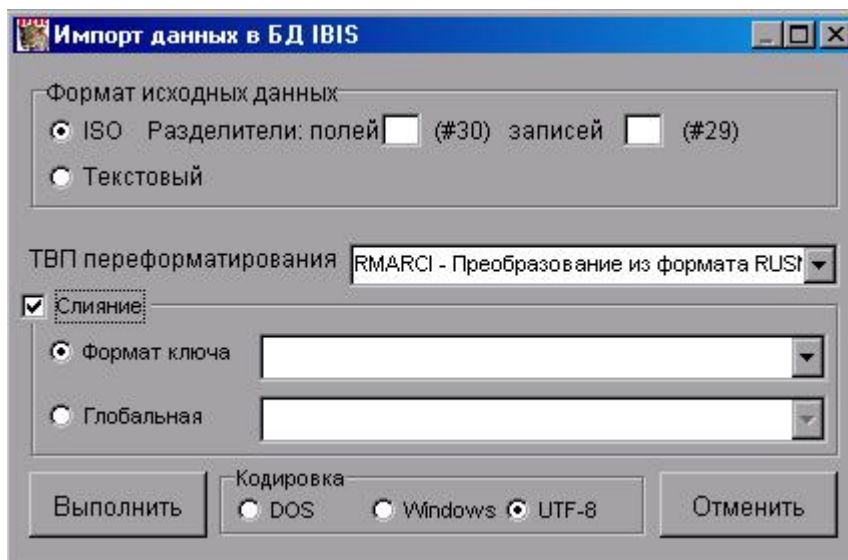 Импорт данных в БД IBIS
Формат исходных данных
ISO Разделители: полей (#30) записей (#29)
Текстовый
ТВП переформатирования RMARCI - Преобразование из формата RUSM
Слияние
Формат ключа
Глобальная
Выполнить
Кодировка
DOS Windows UTF-8
Отменить